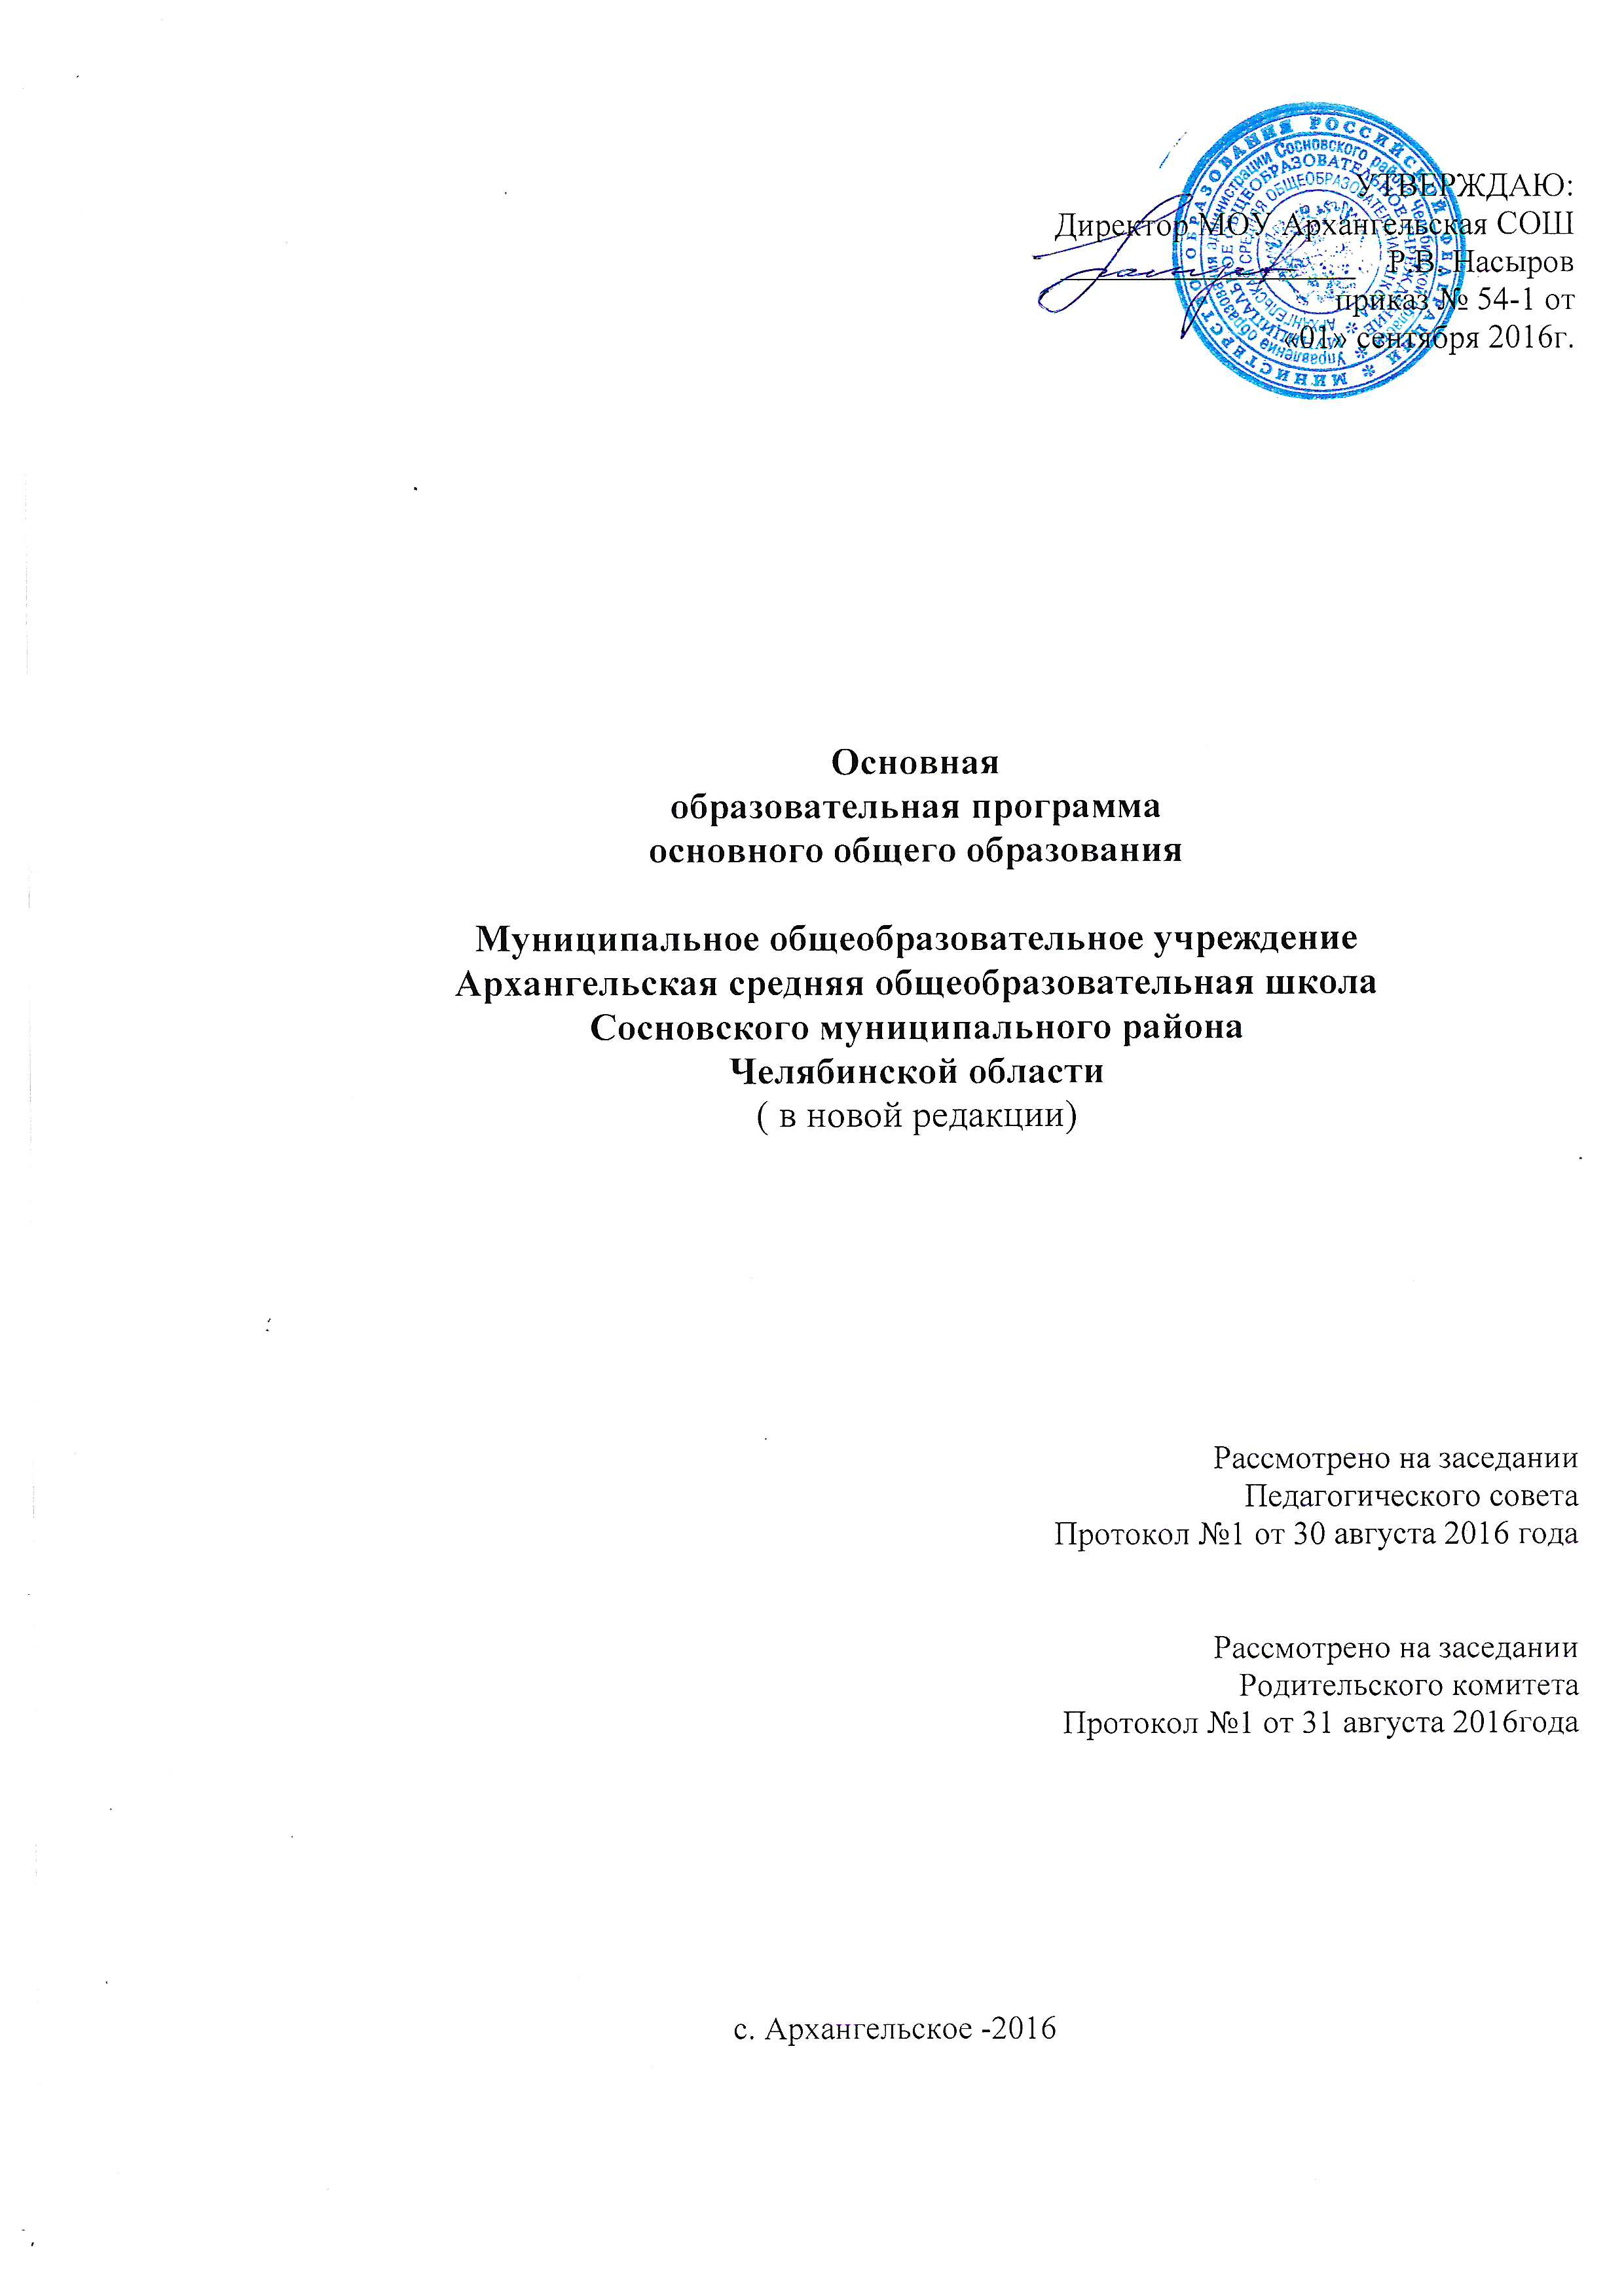 УТВЕРЖДАЮ:
Директор МОУ Архангельская СОШ
Р.В. Насыров
приказ № 54-1 от
«01» сентября 2016г.
Основная
образовательная программа
основного общего образования
Муниципальное общеобразовательное учреждение
Архангельская средняя общеобразовательная школа
Сосновского муниципального района
Челябинской области
( в новой редакции)
Рассмотрено на заседании
Педагогического совета
Протокол №1 от 30 августа 2016 года
Рассмотрено на заседании
Родительского комитета
Протокол №1 от 31 августа 2016года
с. Архангельское -2016